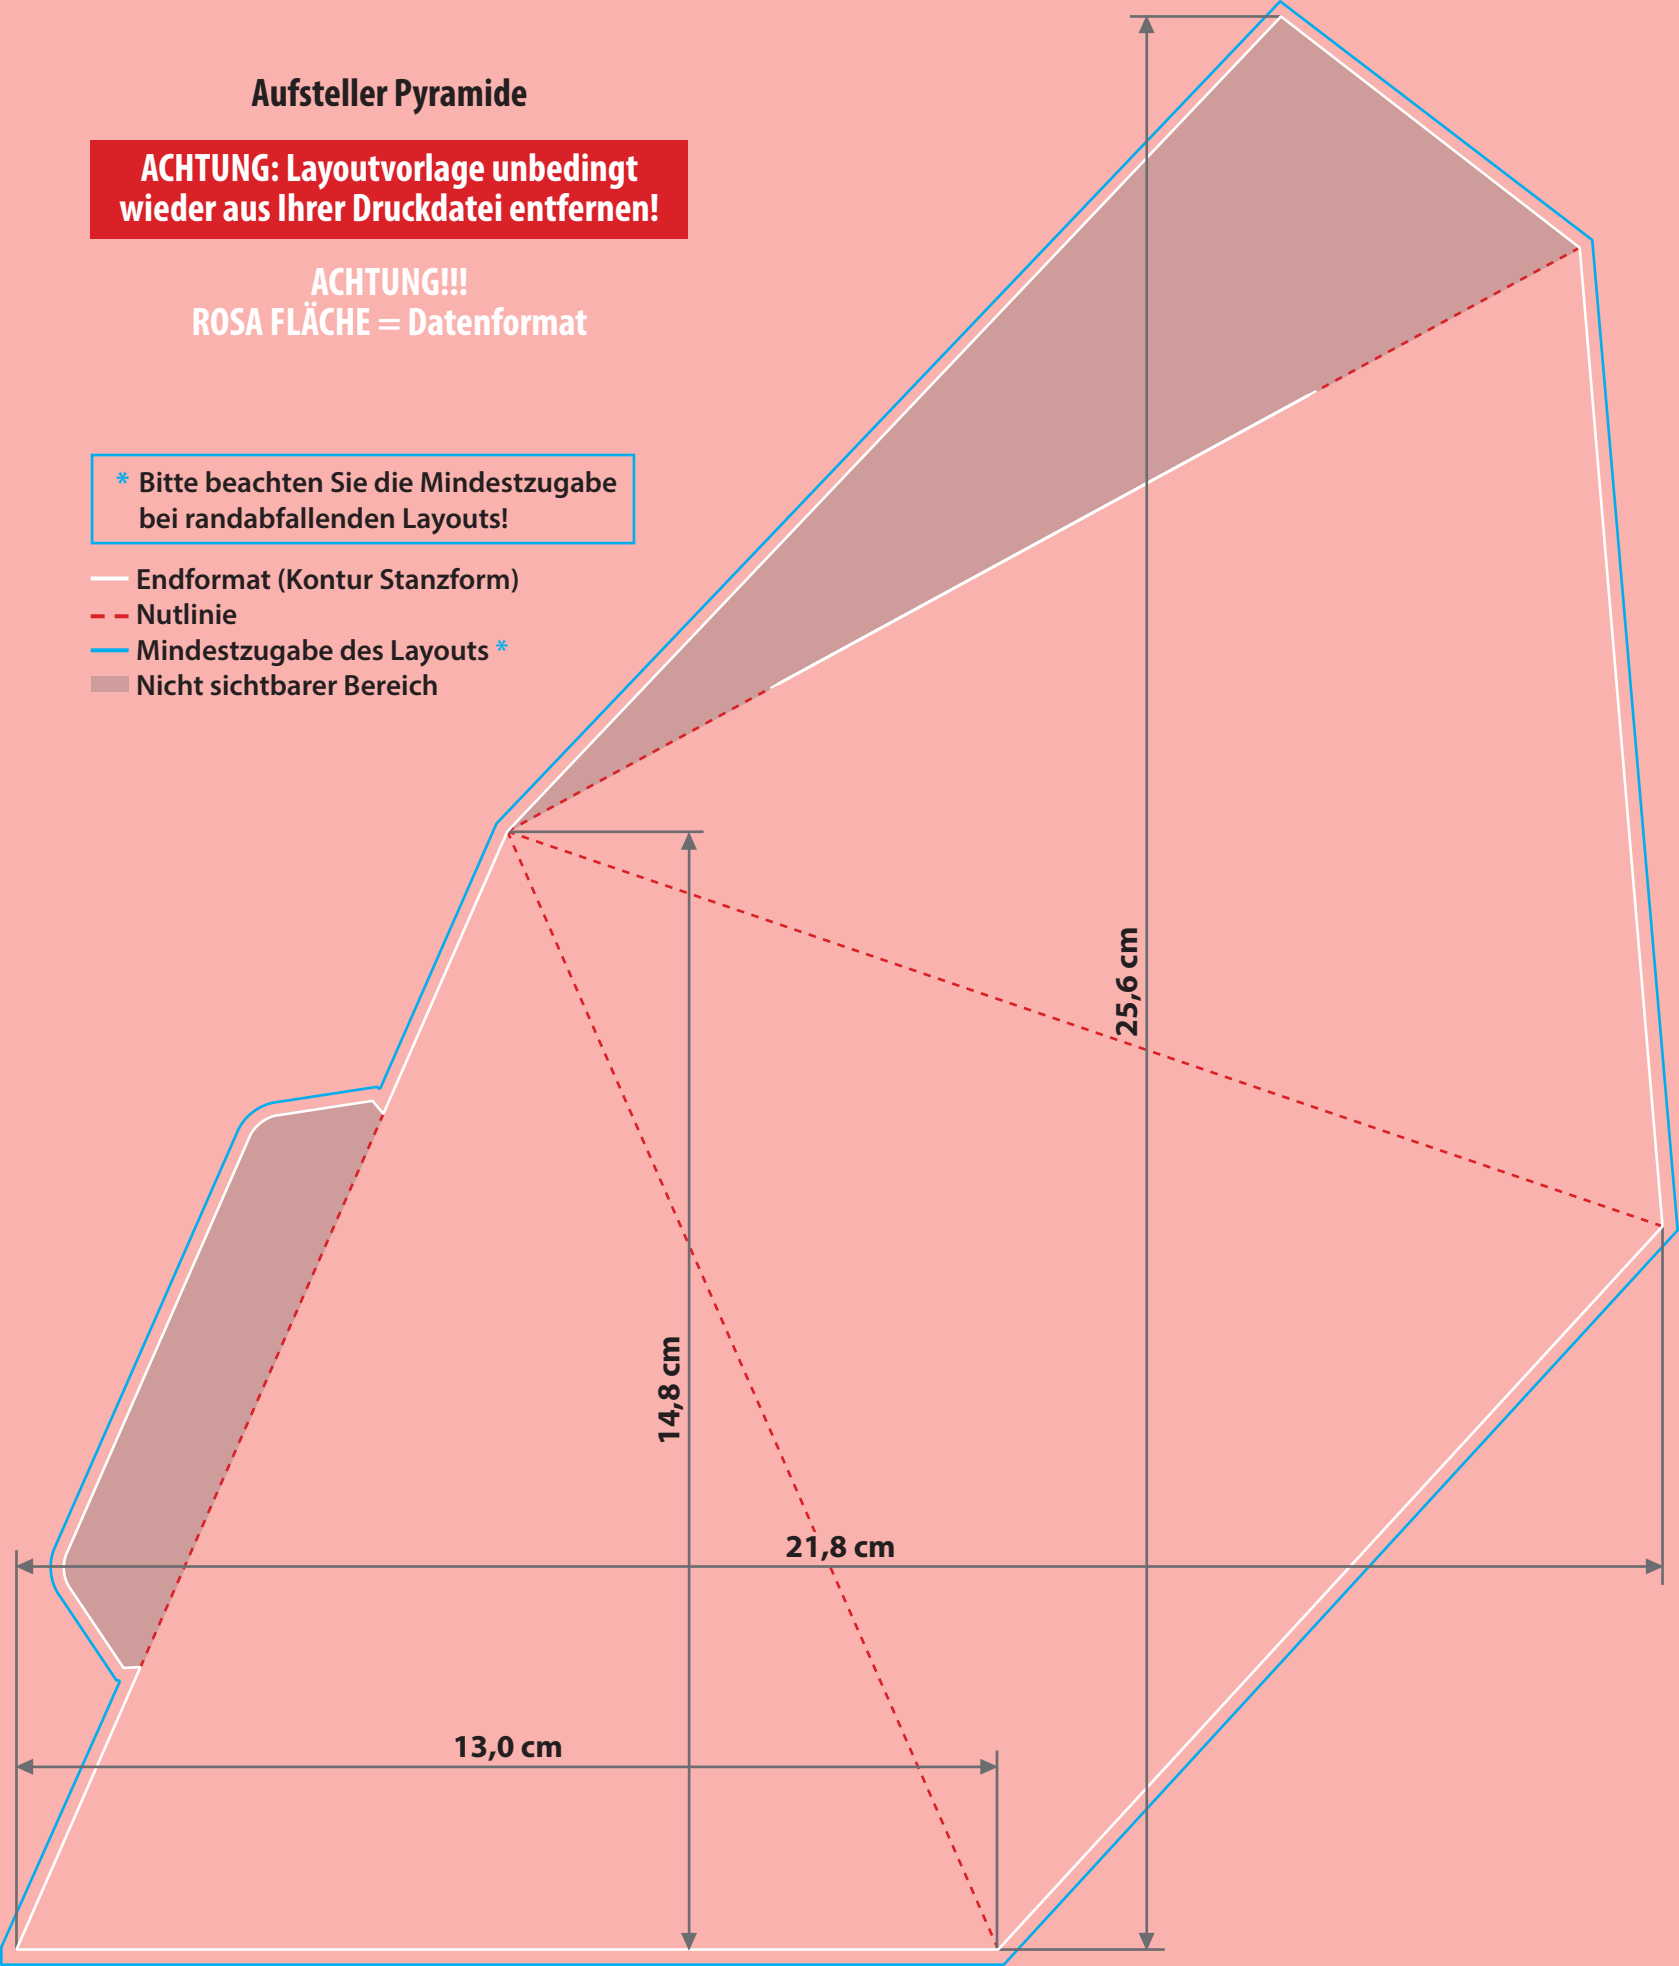 Aufsteller Pyramide
ACHTUNG: Layoutvorlage unbedingt
wieder aus Ihrer Druckdatei entfernen!
ACHTUNG!!!
ROSA FLÄCHE = Datenformat
* Bitte beachten Sie die Mindestzugabe
bei randabfallenden Layouts!
Endformat (Kontur Stanzform)
Nutlinie
Mindestzugabe des Layouts *
Nicht sichtbarer Bereich
25,6 cm
14,8 cm
21,8 cm
13,0 cm